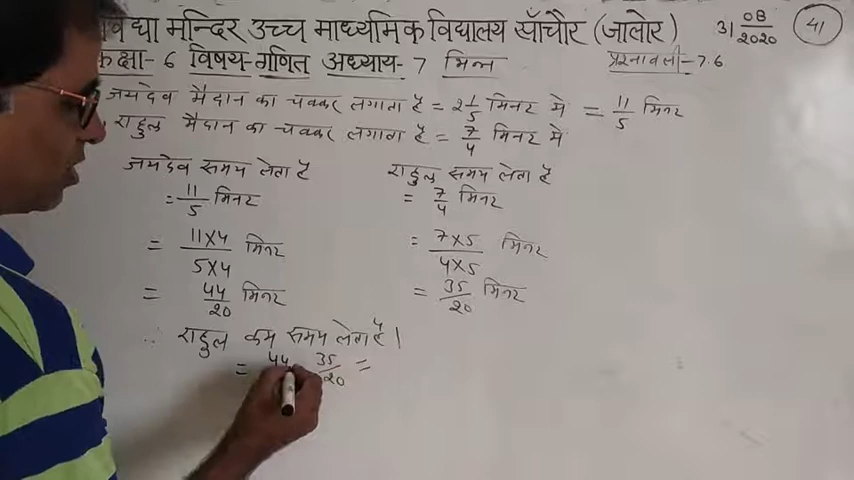 विद्या मन्दिर उच्च माध्यमिक विद्यालय साँचौर (जालोर) 31 08/2020 41
कक्षा-6 विषय-गणित अध्याय-7 भिन्न प्रश्नावली-7.6
जयदेव मैदान का चक्कर लगाता है = 2 1/5 मिनट में = 11/5 मिनट
राहुल मैदान का चक्कर लगाता है = 7/4 मिनट में
जयदेव समय लेता है राहुल समय लेता है
= 11/5 मिनट = 7/4 मिनट
= 11×4/5×4 मिनट = 7×5/4×5 मिनट
= 44/20 मिनट = 35/20 मिनट
∴ राहुल कम समय लेता है।
= 44 35/20 =